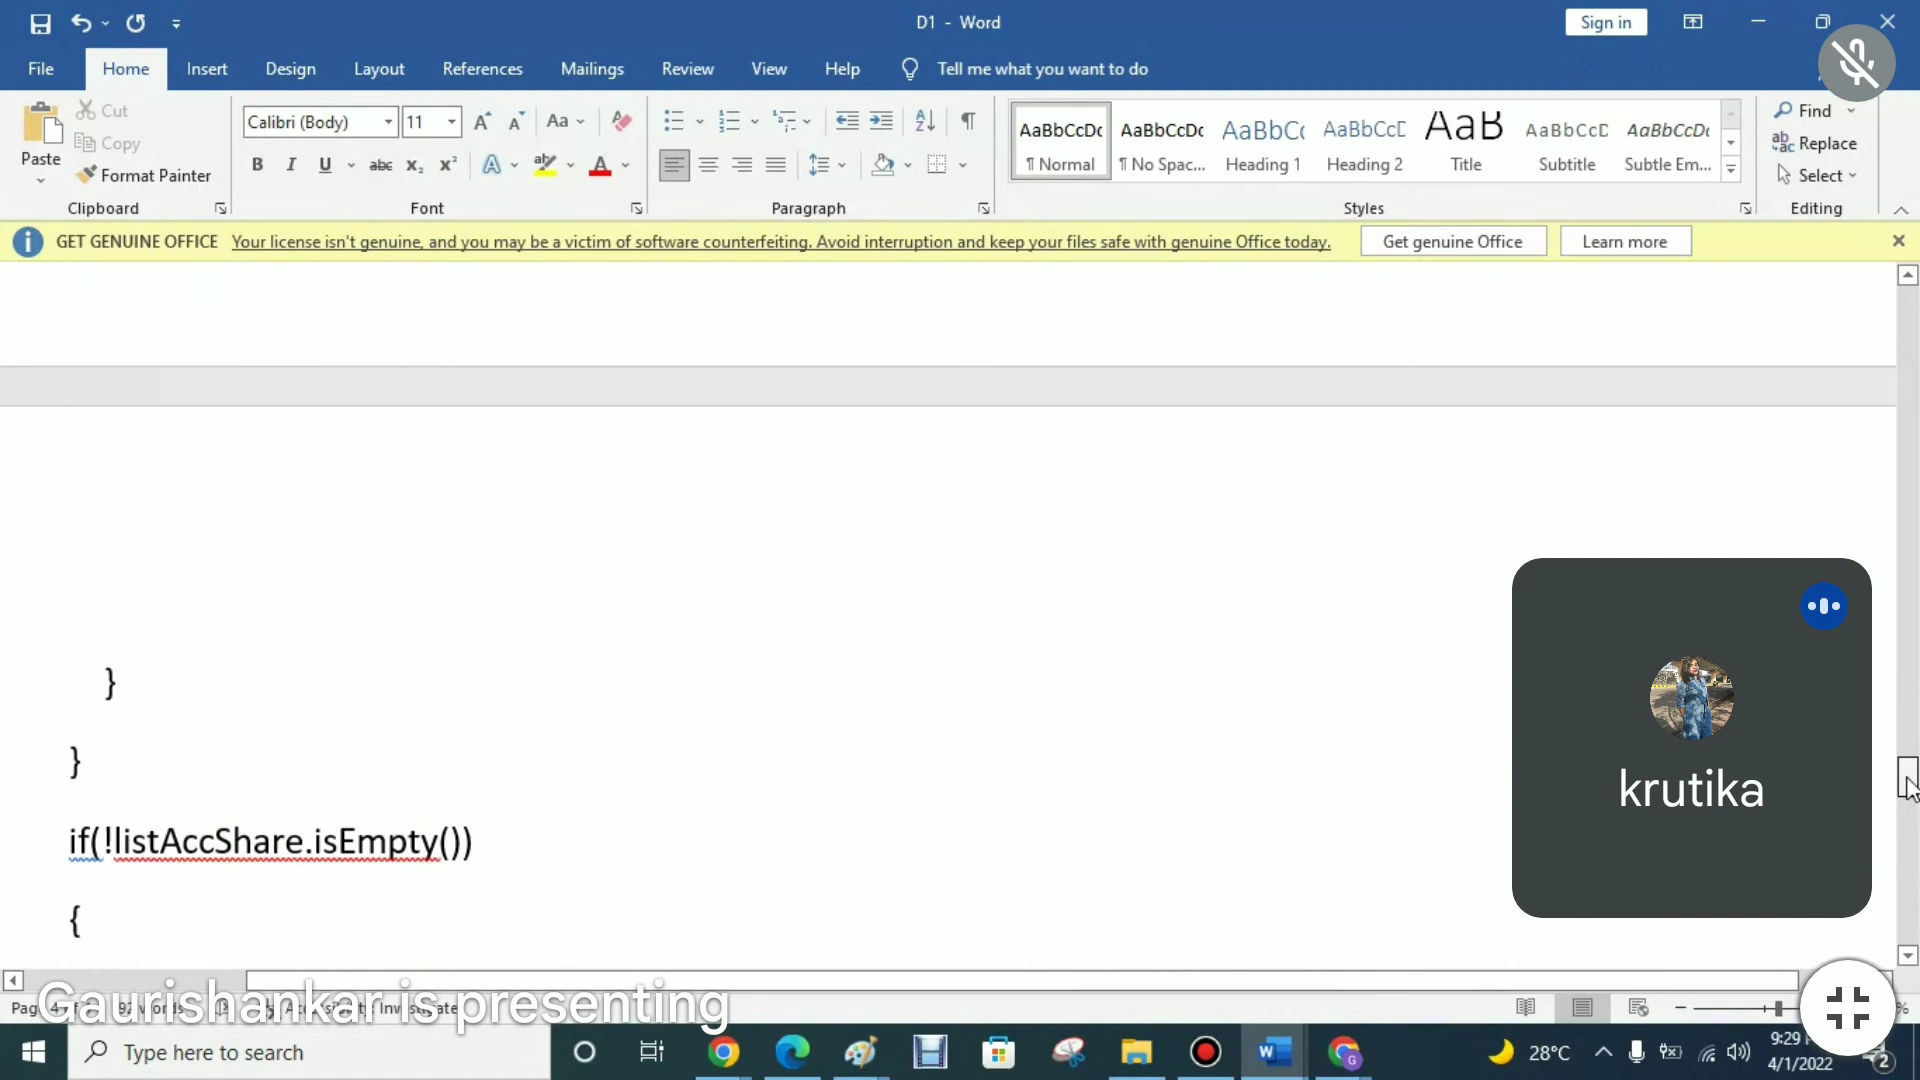 D1 - Word
Sign in
File Home Insert Design Layout References Mailings Review View Help Tell me what you want to do
Paste
Cut
Copy
Format Painter
Clipboard
Calibri (Body) 11
Font
Paragraph
AaBbCcDc AaBbCcDc AaBbCc AaBbCcD AaB AaBbCcD AaBbCcDc
¶ Normal ¶ No Spac... Heading 1 Heading 2 Title Subtitle Subtle Em...
Styles
Find
Replace
Select
Editing
GET GENUINE OFFICE Your license isn't genuine, and you may be a victim of software counterfeiting. Avoid interruption and keep your files safe with genuine Office today. Get genuine Office Learn more
}
}
if(!listAccShare.isEmpty())
{
krutika
Gaurishankar is presenting
Type here to search
28°C
9:29
4/1/2022
2